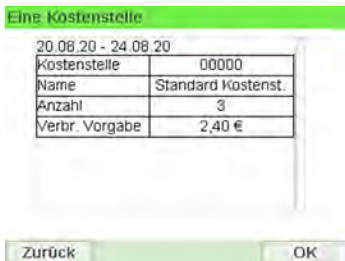 Eine Kostenstelle
20.08.20 - 24.08.20
Kostenstelle 00000
Name Standard Kostenst.
Anzahl 3
Verbr. Vorgabe 2,40 €
Zurück OK